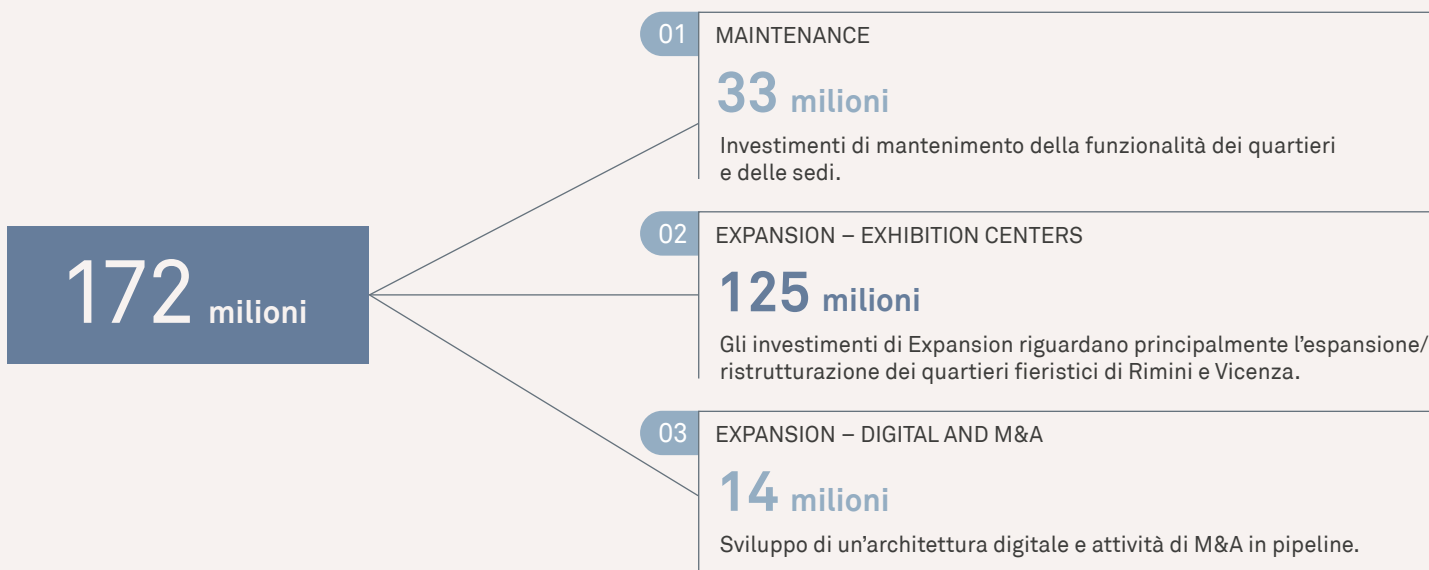 172 milioni
01 MAINTENANCE
33 milioni
Investimenti di mantenimento della funzionalità dei quartieri
e delle sedi.
02 EXPANSION – EXHIBITION CENTERS
125 milioni
Gli investimenti di Expansion riguardano principalmente l'espansione/
ristrutturazione dei quartieri fieristici di Rimini e Vicenza.
03 EXPANSION – DIGITAL AND M&A
14 milioni
Sviluppo di un'architettura digitale e attività di M&A in pipeline.